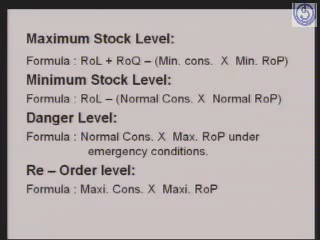 Maximum Stock Level:
Formula : RoL + RoQ – (Min. cons. X Min. RoP)
Minimum Stock Level:
Formula : RoL – (Normal Cons. X Normal RoP)
Danger Level:
Formula : Normal Cons. X Max. RoP under
emergency conditions.
Re – Order level:
Formula : Maxi. Cons. X Maxi. RoP